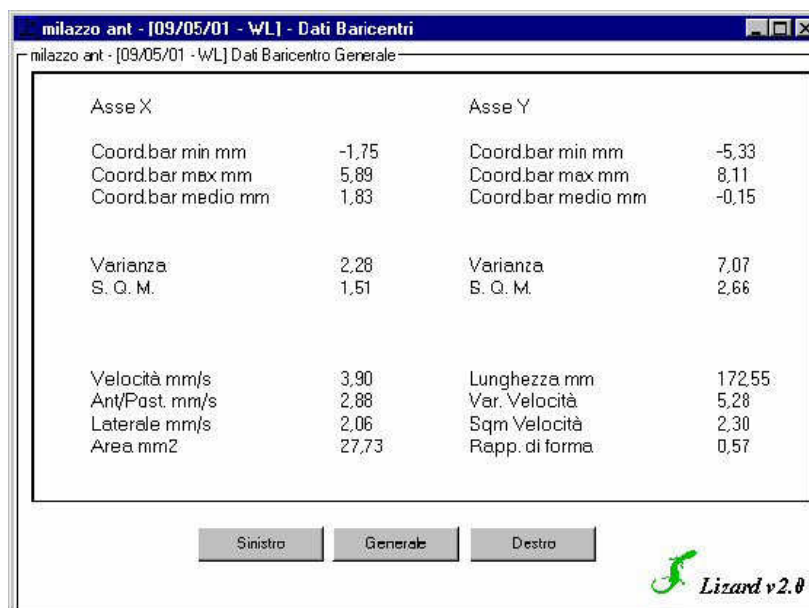 milazzo ant - [09/05/01 - WL] - Dati Baricentri
milazzo ant - [09/05/01 - WL] Dati Baricentro Generale
Asse X Asse Y
Coord.bar min mm -1,75 Coord.bar min mm -5,33
Coord.bar max mm 5,89 Coord.bar max mm 8,11
Coord.bar medio mm 1,83 Coord.bar medio mm -0,15
Varianza 2,28 Varianza 7,07
S. Q. M. 1,51 S. Q. M. 2,66
Velocità mm/s 3,90 Lunghezza mm 172,55
Ant/Post. mm/s 2,88 Var. Velocità 5,28
Laterale mm/s 2,06 Sqm Velocità 2,30
Area mm2 27,73 Rapp. di forma 0,57
Sinistro Generale Destro
Lizard v2.0